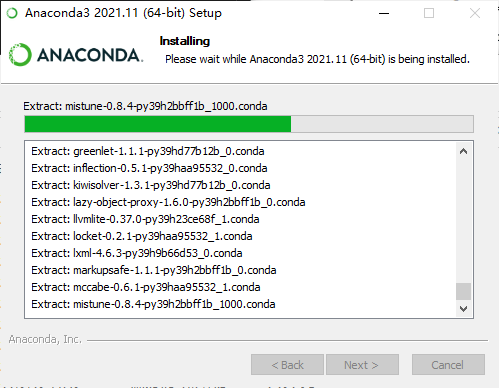 Anaconda3 2021.11 (64-bit) Setup
ANACONDA.
Installing
Please wait while Anaconda3 2021.11 (64-bit) is being installed.
Extract: mistune-0.8.4-py39h2bbff1b_1000.conda
Extract: greenlet-1.1.1-py39hd77b12b_0.conda
Extract: inflection-0.5.1-py39haa95532_0.conda
Extract: kiwisolver-1.3.1-py39hd77b12b_0.conda
Extract: lazy-object-proxy-1.6.0-py39h2bbff1b_0.conda
Extract: llvmlite-0.37.0-py39h23ce68f_1.conda
Extract: locket-0.2.1-py39haa95532_1.conda
Extract: lxml-4.6.3-py39h9b66d53_0.conda
Extract: markupsafe-1.1.1-py39h2bbff1b_0.conda
Extract: mccabe-0.6.1-py39haa95532_1.conda
Extract: mistune-0.8.4-py39h2bbff1b_1000.conda
Anaconda, Inc.
< Back
Next >
Cancel